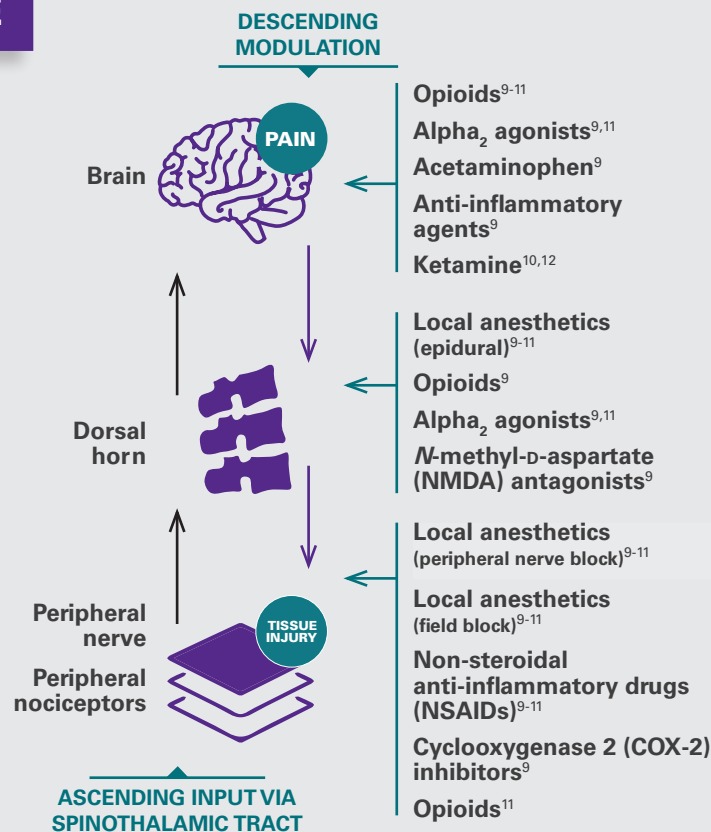 DESCENDING
MODULATION
PAIN
Brain
Opioids9-11
Alpha2 agonists9,11
Acetaminophen9
Anti-inflammatory
agents9
Ketamine10,12
Dorsal
horn
Local anesthetics
(epidural)9-11
Opioids9
Alpha2 agonists9,11
N-methyl-D-aspartate
(NMDA) antagonists9
Peripheral
nerve
Peripheral
nociceptors
TISSUE
INJURY
Local anesthetics
(peripheral nerve block)9-11
Local anesthetics
(field block)9-11
Non-steroidal
anti-inflammatory drugs
(NSAIDs)9-11
Cyclooxygenase 2 (COX-2)
inhibitors9
Opioids11
ASCENDING INPUT VIA
SPINOTHALAMIC TRACT